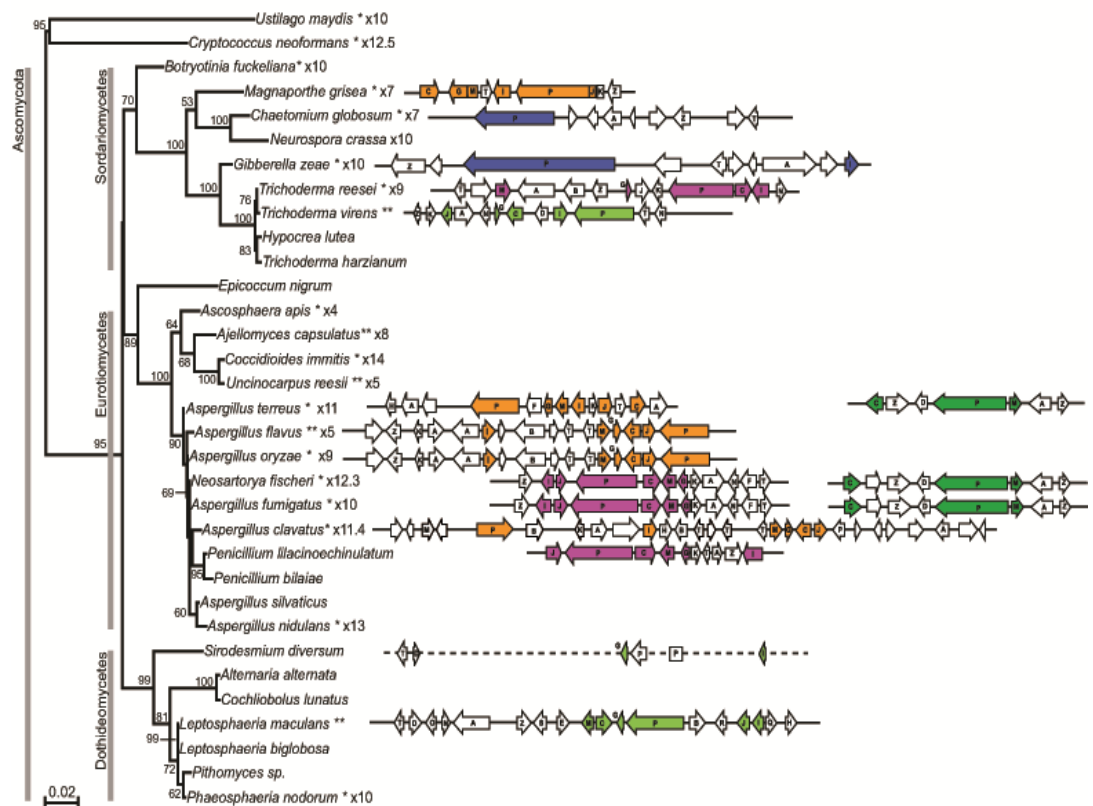 Ascomycota
Sordariomycetes
Eurotiomycetes
Dothideomycetes
95
Ustilago maydis * x10
Cryptococcus neoformans * x12.5
Botryotinia fuckeliana* x10
70
53
Magnaporthe grisea * x7
C G M T I P J K Z
Chaetomium globosum * x7
P A Z T
100
Neurospora crassa x10
100
Gibberella zeae * x10
Z P T A I
100
Trichoderma reesei * x9
T M A B Z G J K P C I N
76
Trichoderma virens **
Z K J A M G C D I P T N
100
Hypocrea lutea
83
Trichoderma harzianum
Epicoccum nigrum
89
Ascosphaera apis * x4
64
Ajellomyces capsulatus** x8
68
Coccidioides immitis * x14
100
Uncinocarpus reesii ** x5
100
Aspergillus terreus * x11
A P F G M I K J T C A
C Z D P M A Z
90
Aspergillus flavus ** x5
Z K A A I B T T M G C J P
Aspergillus oryzae * x9
Z K A A I B T T M G C J P
69
Neosartorya fischeri * x12.3
Z I J P C M G K A N F T
C Z D P M A Z
Aspergillus fumigatus * x10
Z I J P C M G K A N F T
C Z D P M A Z
Aspergillus clavatus* x11.4
M P K A I H N T T T M G C J P A
Penicillium lilacinoechinulatum
J P C M G K T A Z I
95
Penicillium bilaiae
Aspergillus silvaticus
60
Aspergillus nidulans * x13
Sirodesmium diversum
T G P P
99
Alternaria alternata
100
Cochliobolus lunatus
81
Leptosphaeria maculans **
T D O N A Z B E M C G P B R J I Q H
99
Leptosphaeria biglobosa
72
Pithomyces sp.
62
Phaeosphaeria nodorum * x10
0.02